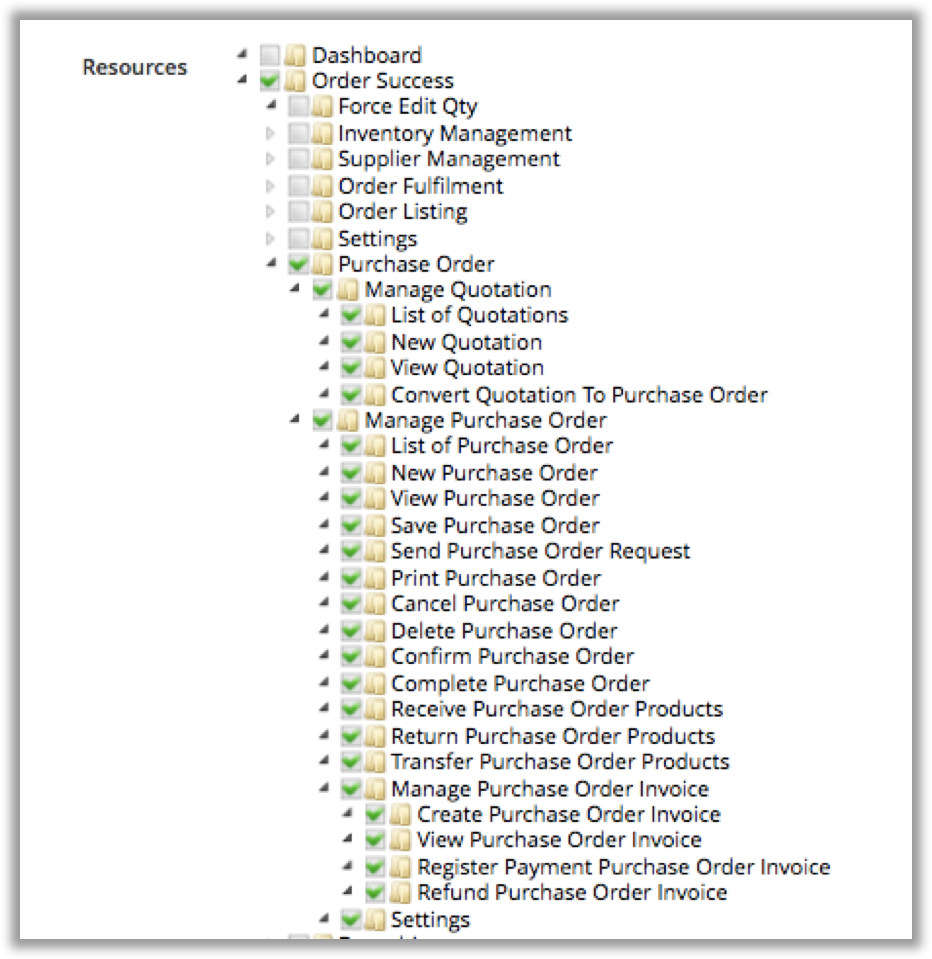 Resources
Dashboard
Order Success
Force Edit Qty
Inventory Management
Supplier Management
Order Fulfilment
Order Listing
Settings
Purchase Order
Manage Quotation
List of Quotations
New Quotation
View Quotation
Convert Quotation To Purchase Order
Manage Purchase Order
List of Purchase Order
New Purchase Order
View Purchase Order
Save Purchase Order
Send Purchase Order Request
Print Purchase Order
Cancel Purchase Order
Delete Purchase Order
Confirm Purchase Order
Complete Purchase Order
Receive Purchase Order Products
Return Purchase Order Products
Transfer Purchase Order Products
Manage Purchase Order Invoice
Create Purchase Order Invoice
View Purchase Order Invoice
Register Payment Purchase Order Invoice
Refund Purchase Order Invoice
Settings